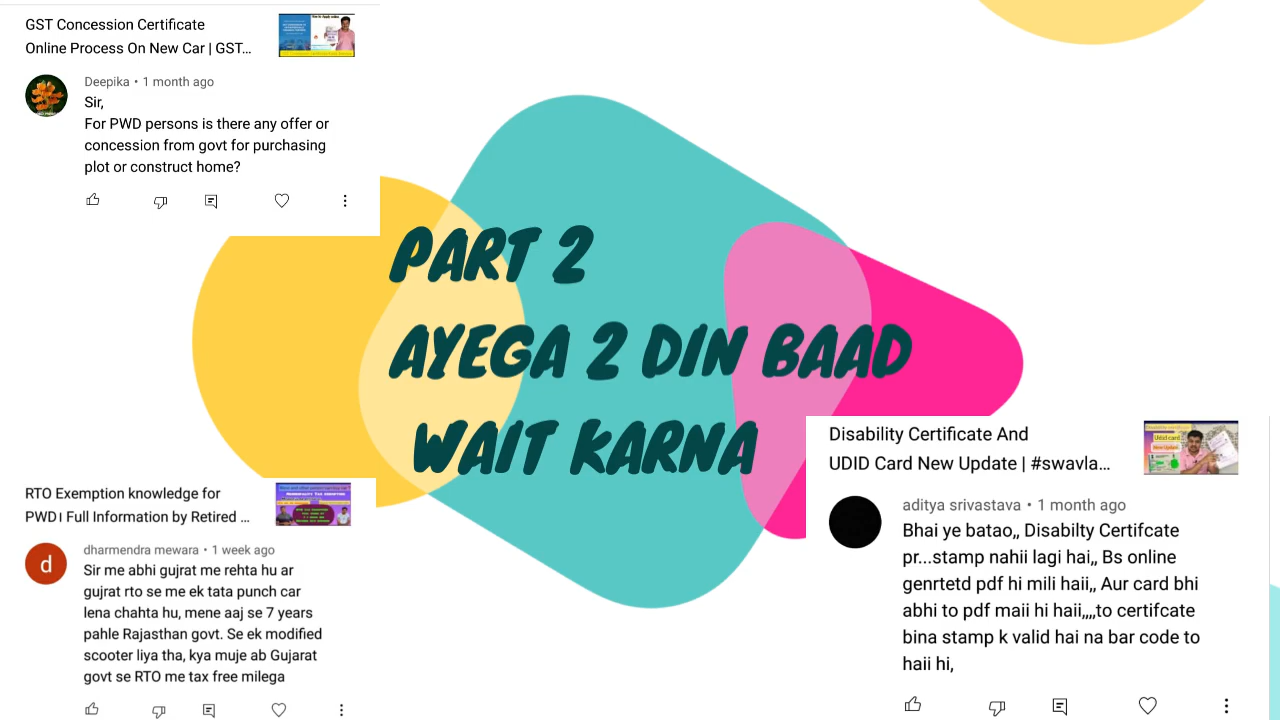 GST Concession Certificate
Online Process On New Car | GST...
Deepika • 1 month ago
Sir,
For PWD persons is there any offer or
concession from govt for purchasing
plot or construct home?
PART 2
AYEGA 2 DIN BAAD
WAIT KARNA
RTO Exemption knowledge for
PWD। Full Information by Retired ...
d
dharmendra mewara • 1 week ago
Sir me abhi gujrat me rehta hu ar
gujrat rto se me ek tata punch car
lena chahta hu, mene aaj se 7 years
pahle Rajasthan govt. Se ek modified
scooter liya tha, kya muje ab Gujarat
govt se RTO me tax free milega
Disability Certificate And
UDID Card New Update | #swavla...
Udid card
New Update
aditya srivastava • 1 month ago
Bhai ye batao,, Disabilty Certifcate
pr...stamp nahii lagi hai,, Bs online
genrtetd pdf hi mili haii,, Aur card bhi
abhi to pdf maii hi haii,,,,to certifcate
bina stamp k valid hai na bar code to
haii hi,